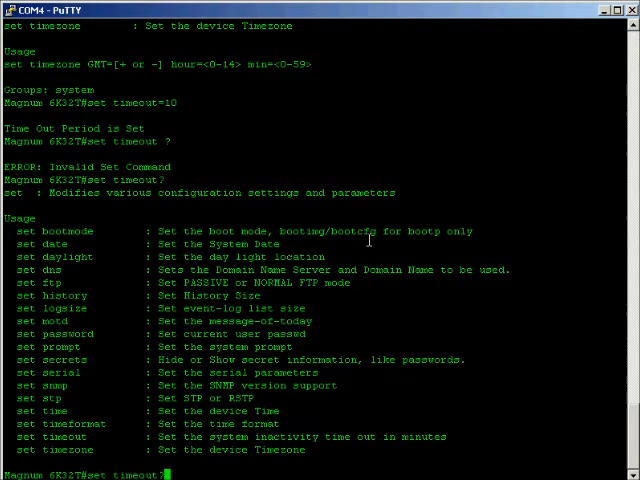 COM4 - PuTTY
set timezone : Set the device Timezone
Usage
set timezone GMT=[+ or -] hour=<0-14> min=<0-59>
Groups: system
Magnum 6K32T#set timeout=10
Time Out Period is Set
Magnum 6K32T#set timeout ?
ERROR: Invalid Set Command
Magnum 6K32T#set timeout?
set : Modifies various configuration settings and parameters
Usage
set bootmode : Set the boot mode, bootimg/bootcfg for bootp only
set date : Set the System Date
set daylight : Set the day light location
set dns : Sets the Domain Name Server and Domain Name to be used.
set ftp : Set PASSIVE or NORMAL FTP mode
set history : Set History Size
set logsize : Set event-log list size
set motd : Set the message-of-today
set password : Set current user passwd
set prompt : Set the system prompt
set secrets : Hide or Show secret information, like passwords.
set serial : Set the serial parameters
set snmp : Set the SNMP version support
set stp : Set STP or RSTP
set time : Set the device Time
set timeformat : Set the time format
set timeout : Set the system inactivity time out in minutes
set timezone : Set the device Timezone
Magnum 6K32T#set timeout?